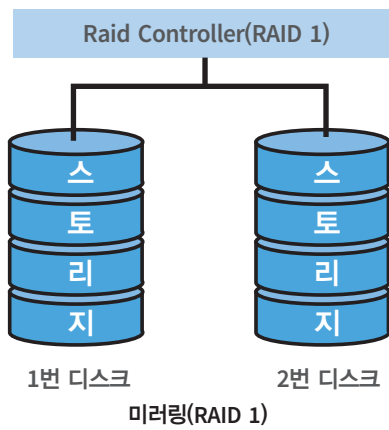 Raid Controller(RAID 1)
스 스
토 토
리 리
지 지
1번 디스크 2번 디스크
미러링(RAID 1)